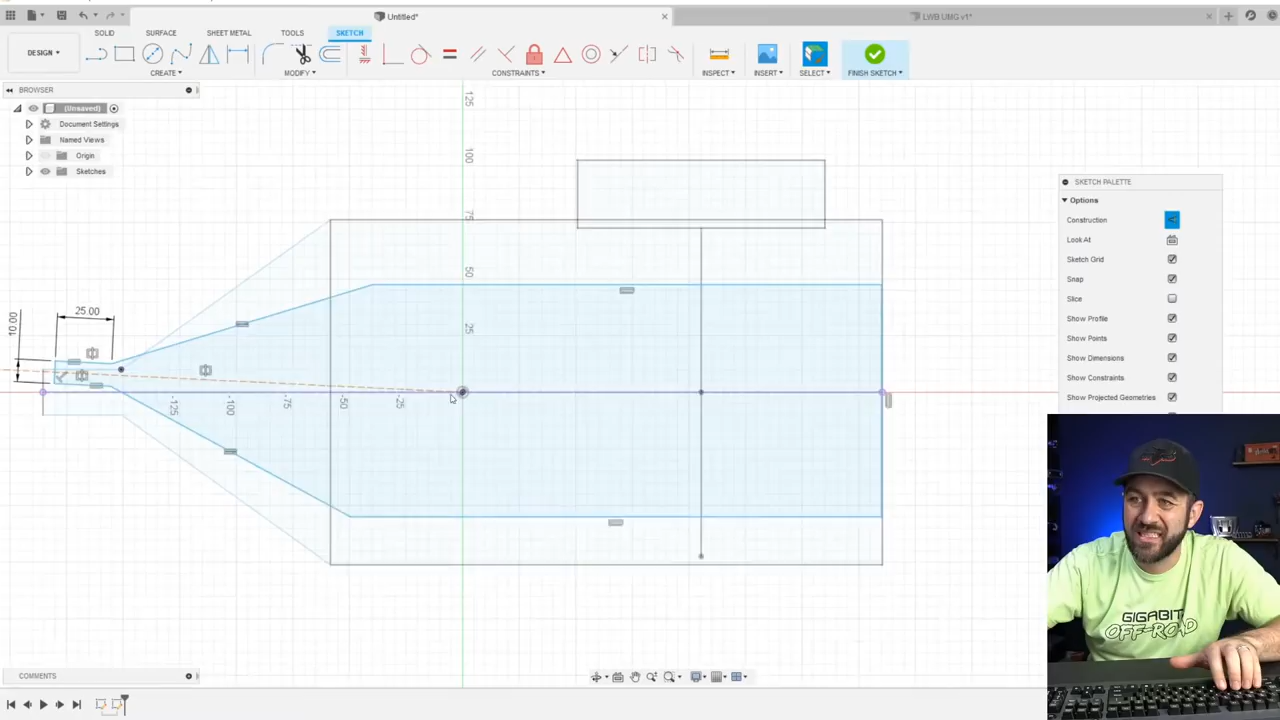 Untitled*
LWB UMG v1*
DESIGN
SOLID
SURFACE
SHEET METAL
TOOLS
SKETCH
CREATE
MODIFY
CONSTRAINTS
INSPECT
INSERT
SELECT
FINISH SKETCH
BROWSER
(Unsaved)
Document Settings
Named Views
Origin
Sketches
125
100
75
50
25
-125
-100
-75
-50
-25
25.00
10.00
SKETCH PALETTE
Options
Construction
Look At
Sketch Grid
Snap
Slice
Show Profile
Show Points
Show Dimensions
Show Constraints
Show Projected Geometries
GIGABIT
OFF-ROAD
COMMENTS